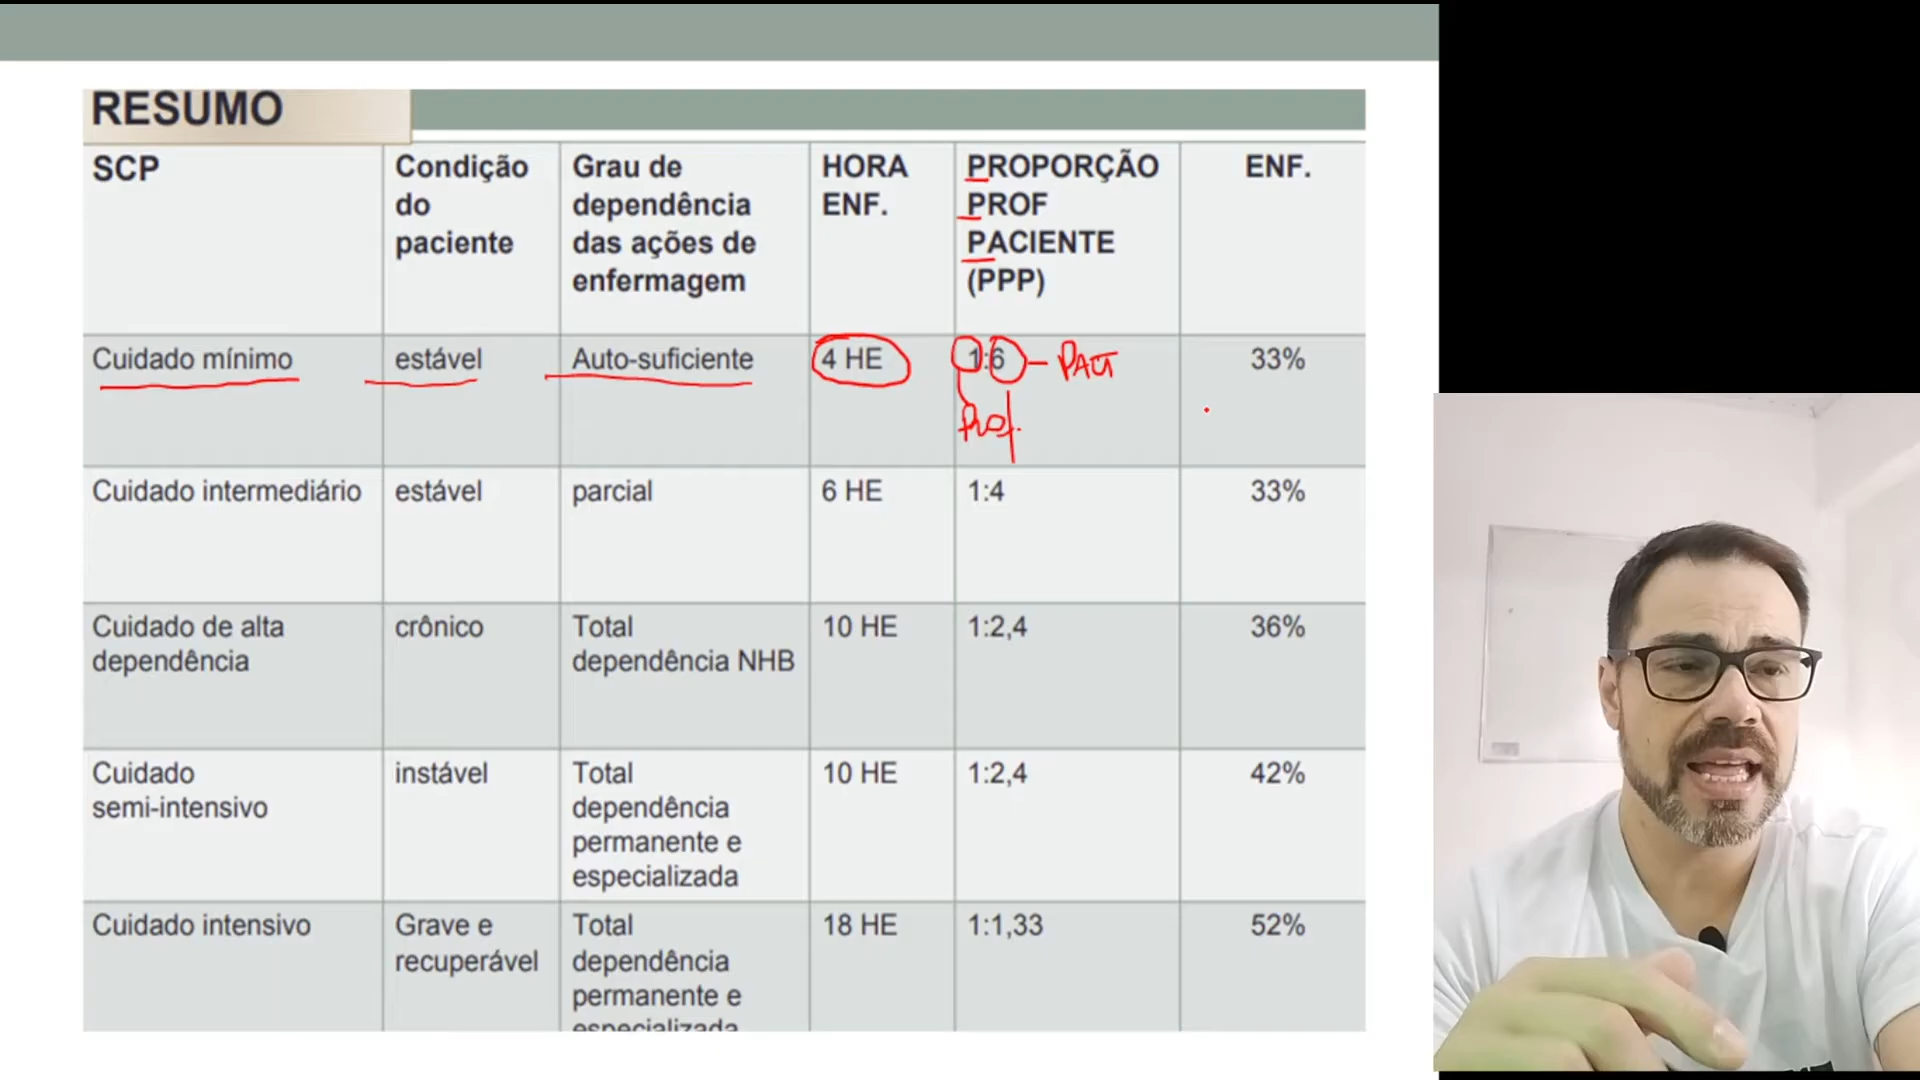 RESUMO
SCP
Condição
do
paciente
Grau de
dependência
das ações de
enfermagem
HORA
ENF.
PROPORÇÃO
PROF
PACIENTE
(PPP)
ENF.
Cuidado mínimo
estável
Auto-suficiente
4 HE
1:6
Prof.
33%
Cuidado intermediário
estável
parcial
6 HE
1:4
33%
Cuidado de alta
dependência
crônico
Total
dependência NHB
10 HE
1:2,4
36%
Cuidado
semi-intensivo
instável
Total
dependência
permanente e
especializada
10 HE
1:2,4
42%
Cuidado intensivo
Grave e
recuperável
Total
dependência
permanente e
especializada
18 HE
1:1,33
52%